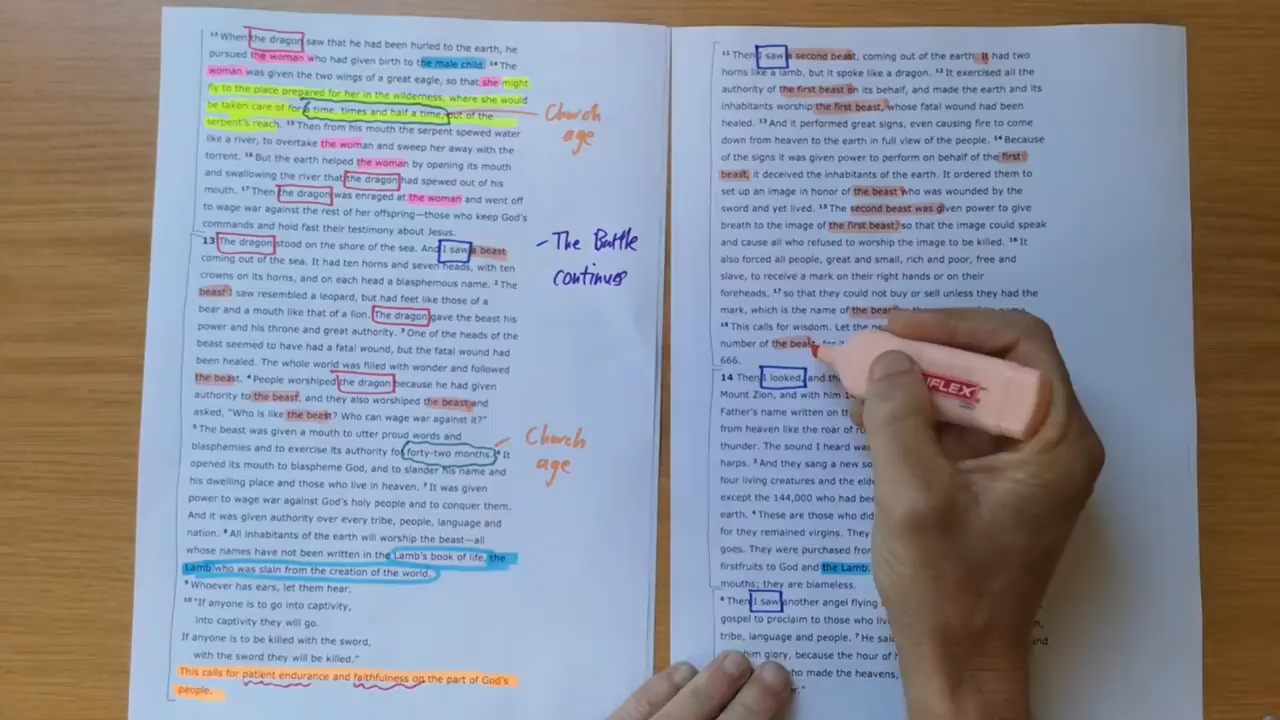 13 When the dragon saw that he had been hurled to the earth, he
pursued the woman who had given birth to the male child. 14 The
woman was given the two wings of a great eagle, so that she might
fly to the place prepared for her in the wilderness, where she would
be taken care of for a time, times and half a time, out of the
serpent's reach. 15 Then from his mouth the serpent spewed water
like a river, to overtake the woman and sweep her away with the
torrent. 16 But the earth helped the woman by opening its mouth
and swallowing the river that the dragon had spewed out of his
mouth. 17 Then the dragon was enraged at the woman and went off
to wage war against the rest of her offspring—those who keep God's
commands and hold fast their testimony about Jesus.
13 The dragon stood on the shore of the sea. And I saw a beast
coming out of the sea. It had ten horns and seven heads, with ten
crowns on its horns, and on each head a blasphemous name. 2 The
beast I saw resembled a leopard, but had feet like those of a
bear and a mouth like that of a lion. The dragon gave the beast his
power and his throne and great authority. 3 One of the heads of the
beast seemed to have had a fatal wound, but the fatal wound had
been healed. The whole world was filled with wonder and followed
the beast. 4 People worshiped the dragon because he had given
authority to the beast, and they also worshiped the beast and
asked, "Who is like the beast? Who can wage war against it?"
5 The beast was given a mouth to utter proud words and
blasphemies and to exercise its authority for forty-two months. 6 It
opened its mouth to blaspheme God, and to slander his name and
his dwelling place and those who live in heaven. 7 It was given
power to wage war against God's holy people and to conquer them.
And it was given authority over every tribe, people, language and
nation. 8 All inhabitants of the earth will worship the beast—all
whose names have not been written in the Lamb's book of life, the
Lamb who was slain from the creation of the world.
9 Whoever has ears, let them hear.
10 "If anyone is to go into captivity,
into captivity they will go.
If anyone is to be killed with the sword,
with the sword they will be killed."
This calls for patient endurance and faithfulness on the part of God's
people.
Church
age
- The Battle
continues
Church
age
11 Then I saw a second beast, coming out of the earth. It had two
horns like a lamb, but it spoke like a dragon. 12 It exercised all the
authority of the first beast on its behalf, and made the earth and its
inhabitants worship the first beast, whose fatal wound had been
healed. 13 And it performed great signs, even causing fire to come
down from heaven to the earth in full view of the people. 14 Because
of the signs it was given power to perform on behalf of the first
beast, it deceived the inhabitants of the earth. It ordered them to
set up an image in honor of the beast who was wounded by the
sword and yet lived. 15 The second beast was given power to give
breath to the image of the first beast, so that the image could speak
and cause all who refused to worship the image to be killed. 16 It
also forced all people, great and small, rich and poor, free and
slave, to receive a mark on their right hands or on their
foreheads, 17 so that they could not buy or sell unless they had the
mark, which is the name of the beast
18 This calls for wisdom. Let the
number of the beast, for
666.
14 Then I looked, and th
Mount Zion, and with him
Father's name written on th
from heaven like the roar of
thunder. The sound I heard wa
harps. 3 And they sang a new so
four living creatures and the eld
except the 144,000 who had bee
earth. 4 These are those who did
for they remained virgins. They
goes. They were purchased from
firstfruits to God and the Lamb.
mouths; they are blameless.
6 Then I saw another angel flying
gospel to proclaim to those who liv
tribe, language and people. 7 He said
him glory, because the hour of h
who made the heavens,
and